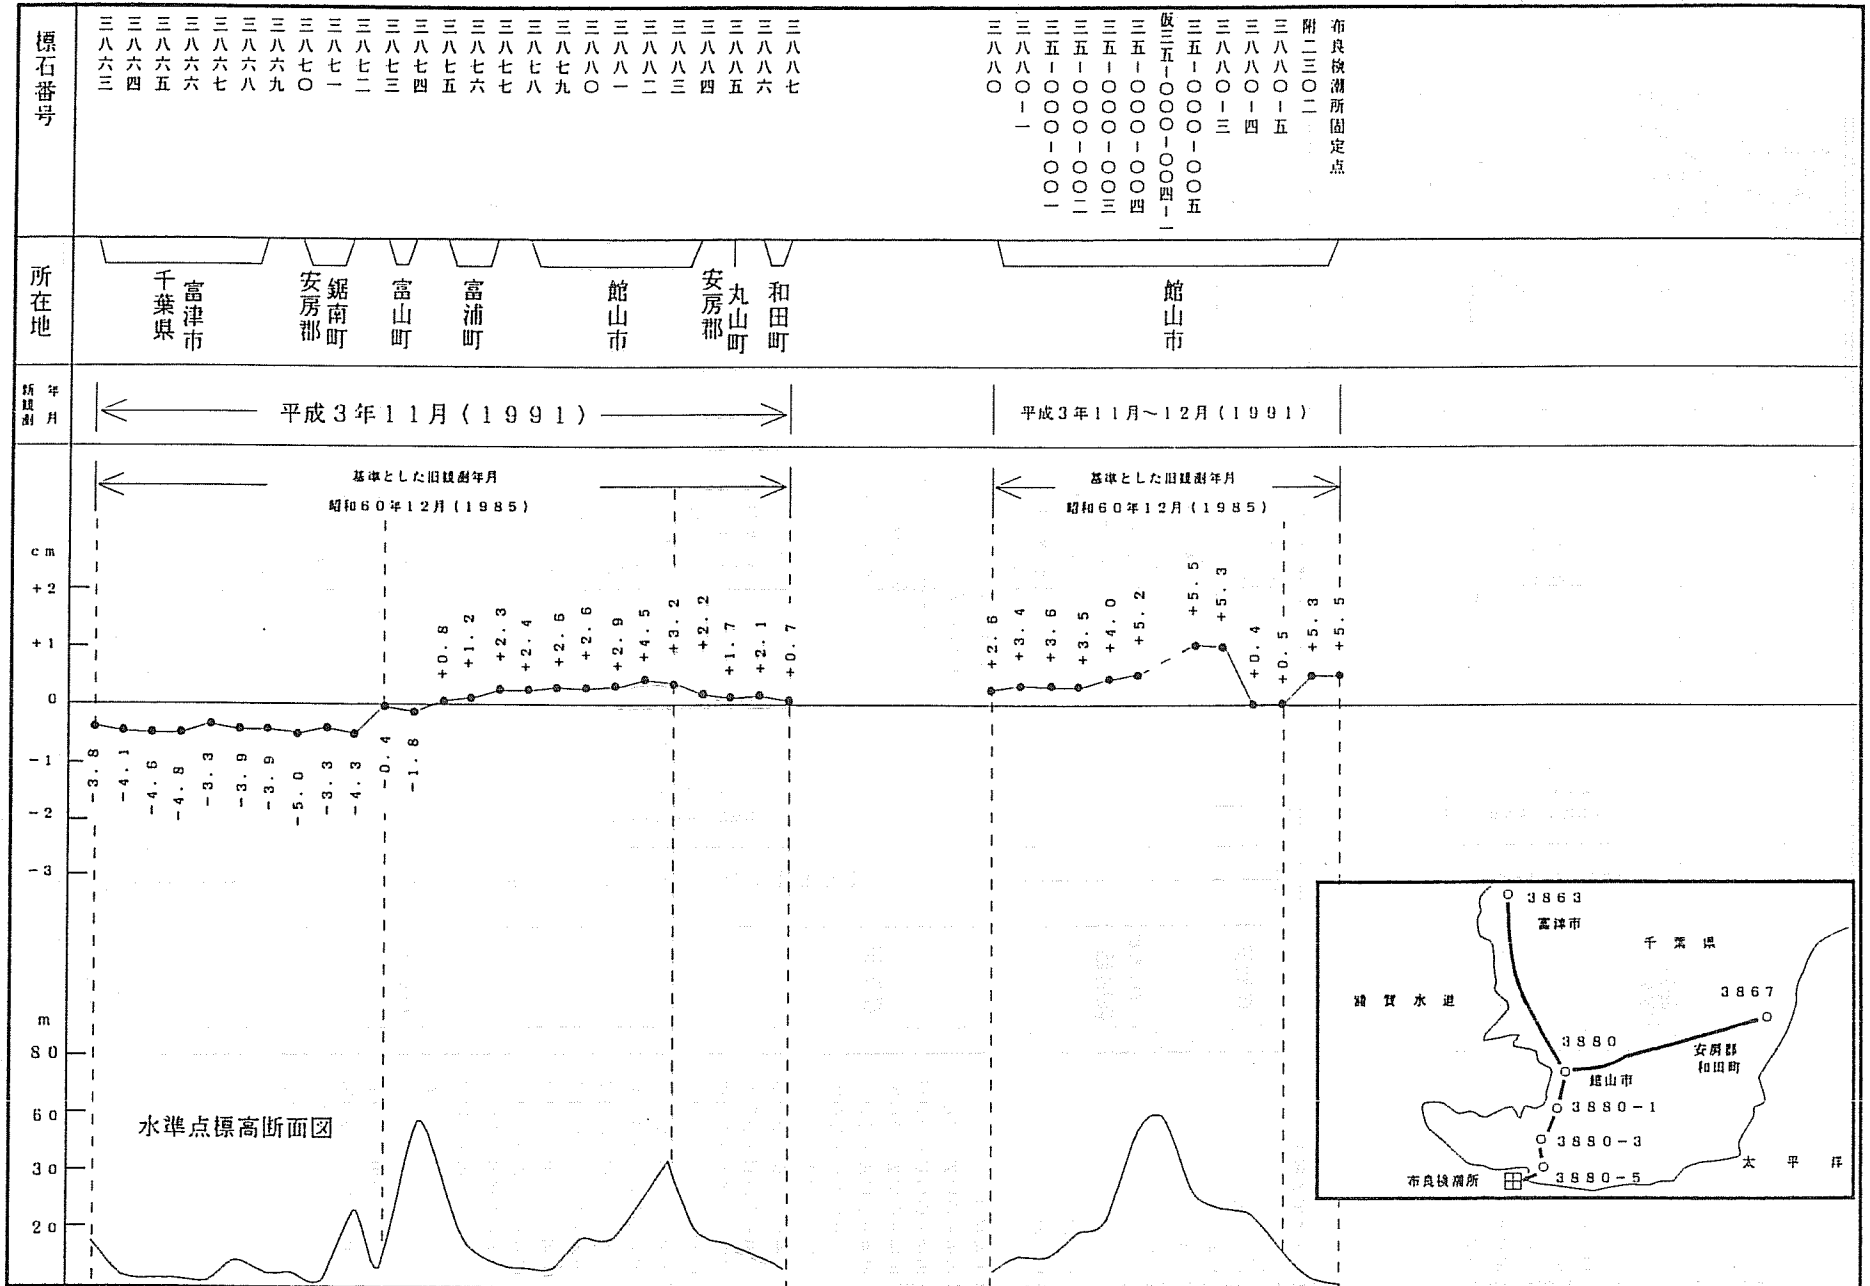 標石番号
三八六三
三八六四
三八六五
三八六六
三八六七
三八六八
三八六九
三八七〇
三八七一
三八七二
三八七三
三八七四
三八七五
三八七六
三八七七
三八七八
三八七九
三八八〇
三八八一
三八八二
三八八三
三八八四
三八八五
三八八六
三八八七
三八八〇
三八八〇-一
三五-〇〇〇-〇〇一
三五-〇〇〇-〇〇二
三五-〇〇〇-〇〇三
三五-〇〇〇-〇〇四
仮三五-〇〇〇-〇〇四-一
三五-〇〇〇-〇〇五
三八八〇-三
三八八〇-四
三八八〇-五
附二三〇二
布良検潮所固定点
所在地
千葉県
富津市
安房郡
鋸南町
富山町
富浦町
館山市
安房郡
丸山町
和田町
館山市
新観測
年月
平成3年11月(1991)
平成3年11月~12月(1991)
基準とした旧観測年月
昭和60年12月(1985)
基準とした旧観測年月
昭和60年12月(1985)
cm
+2
+1
0
-1
-2
-3
-3.8
-4.1
-4.6
-4.8
-3.3
-3.9
-3.9
-5.0
-3.3
-4.3
-0.4
-1.8
+0.8
+1.2
+2.3
+2.4
+2.6
+2.6
+2.9
+4.5
+3.2
+2.2
+1.7
+2.1
+0.7
+2.6
+3.4
+3.6
+3.5
+4.0
+5.2
+5.5
+5.3
+0.4
+0.5
+5.3
+5.5
m
80
60
30
20
水準点標高断面図
3863
富津市
千葉県
浦賀水道
3867
3880
安房郡
和田町
館山市
3880-1
3880-3
太平洋
布良検潮所
3880-5